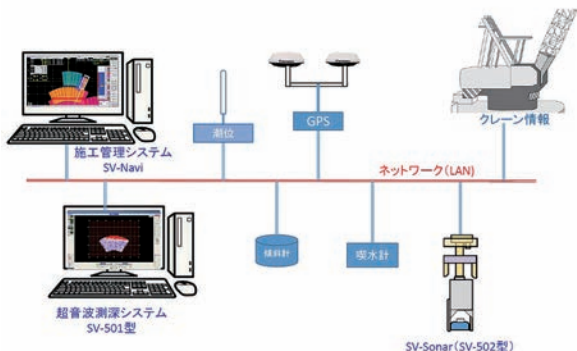 施工管理システム
SV-Navi
潮位
GPS
クレーン情報
ネットワーク(LAN)
超音波測深システム
SV-501型
傾斜計
喫水計
SV-Sonar(SV-502型)